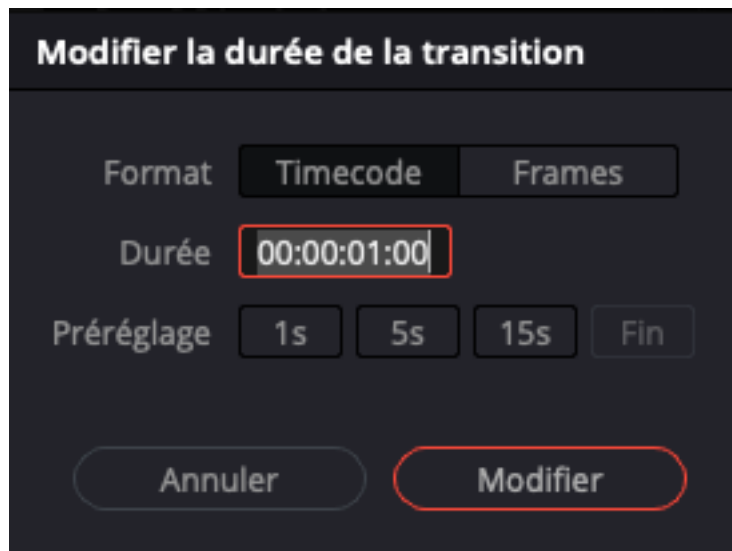 Modifier la durée de la transition
Format Timecode Frames
Durée 00:00:01:00
Préréglage 1s 5s 15s Fin
Annuler Modifier